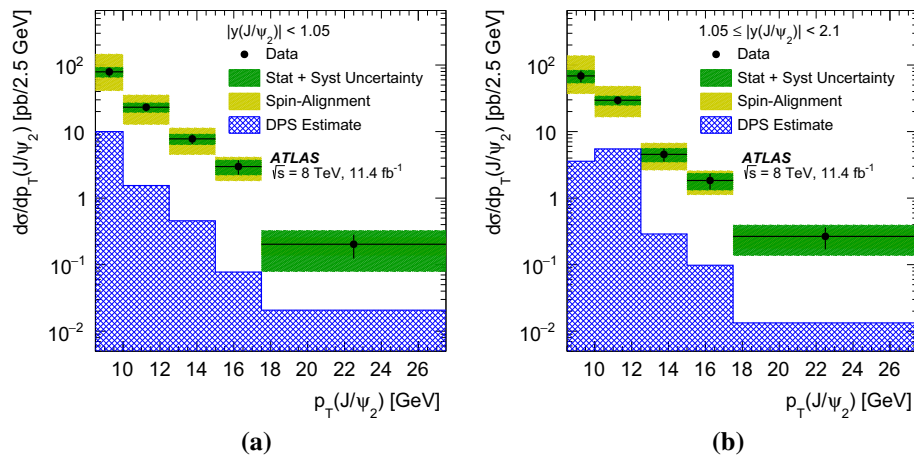 |y(J/ψ₂)| < 1.05
Data
Stat + Syst Uncertainty
Spin-Alignment
DPS Estimate
ATLAS
√s = 8 TeV, 11.4 fb⁻¹
dσ/dp_T(J/ψ₂) [pb/2.5 GeV]
10²
10
1
10⁻¹
10⁻²
10 12 14 16 18 20 22 24 26
p_T(J/ψ₂) [GeV]
(a)
1.05 ≤ |y(J/ψ₂)| < 2.1
Data
Stat + Syst Uncertainty
Spin-Alignment
DPS Estimate
ATLAS
√s = 8 TeV, 11.4 fb⁻¹
dσ/dp_T(J/ψ₂) [pb/2.5 GeV]
10²
10
1
10⁻¹
10⁻²
10 12 14 16 18 20 22 24 26
p_T(J/ψ₂) [GeV]
(b)